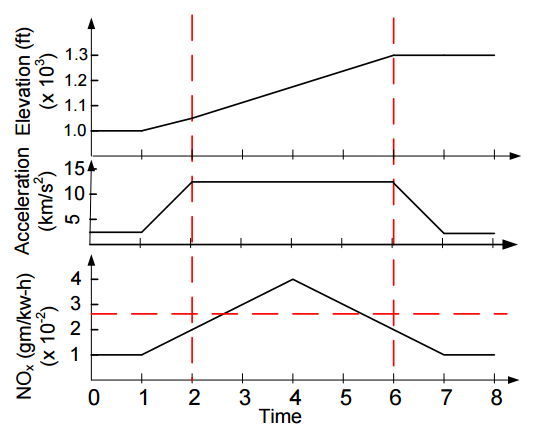 Elevation (ft)
(x 10³)
1.3
1.2
1.1
1.0
Acceleration
(km/s²)
15
10
5
NOₓ (gm/kw-h)
(x 10⁻²)
4
3
2
1
0 1 2 3 4 5 6 7 8
Time